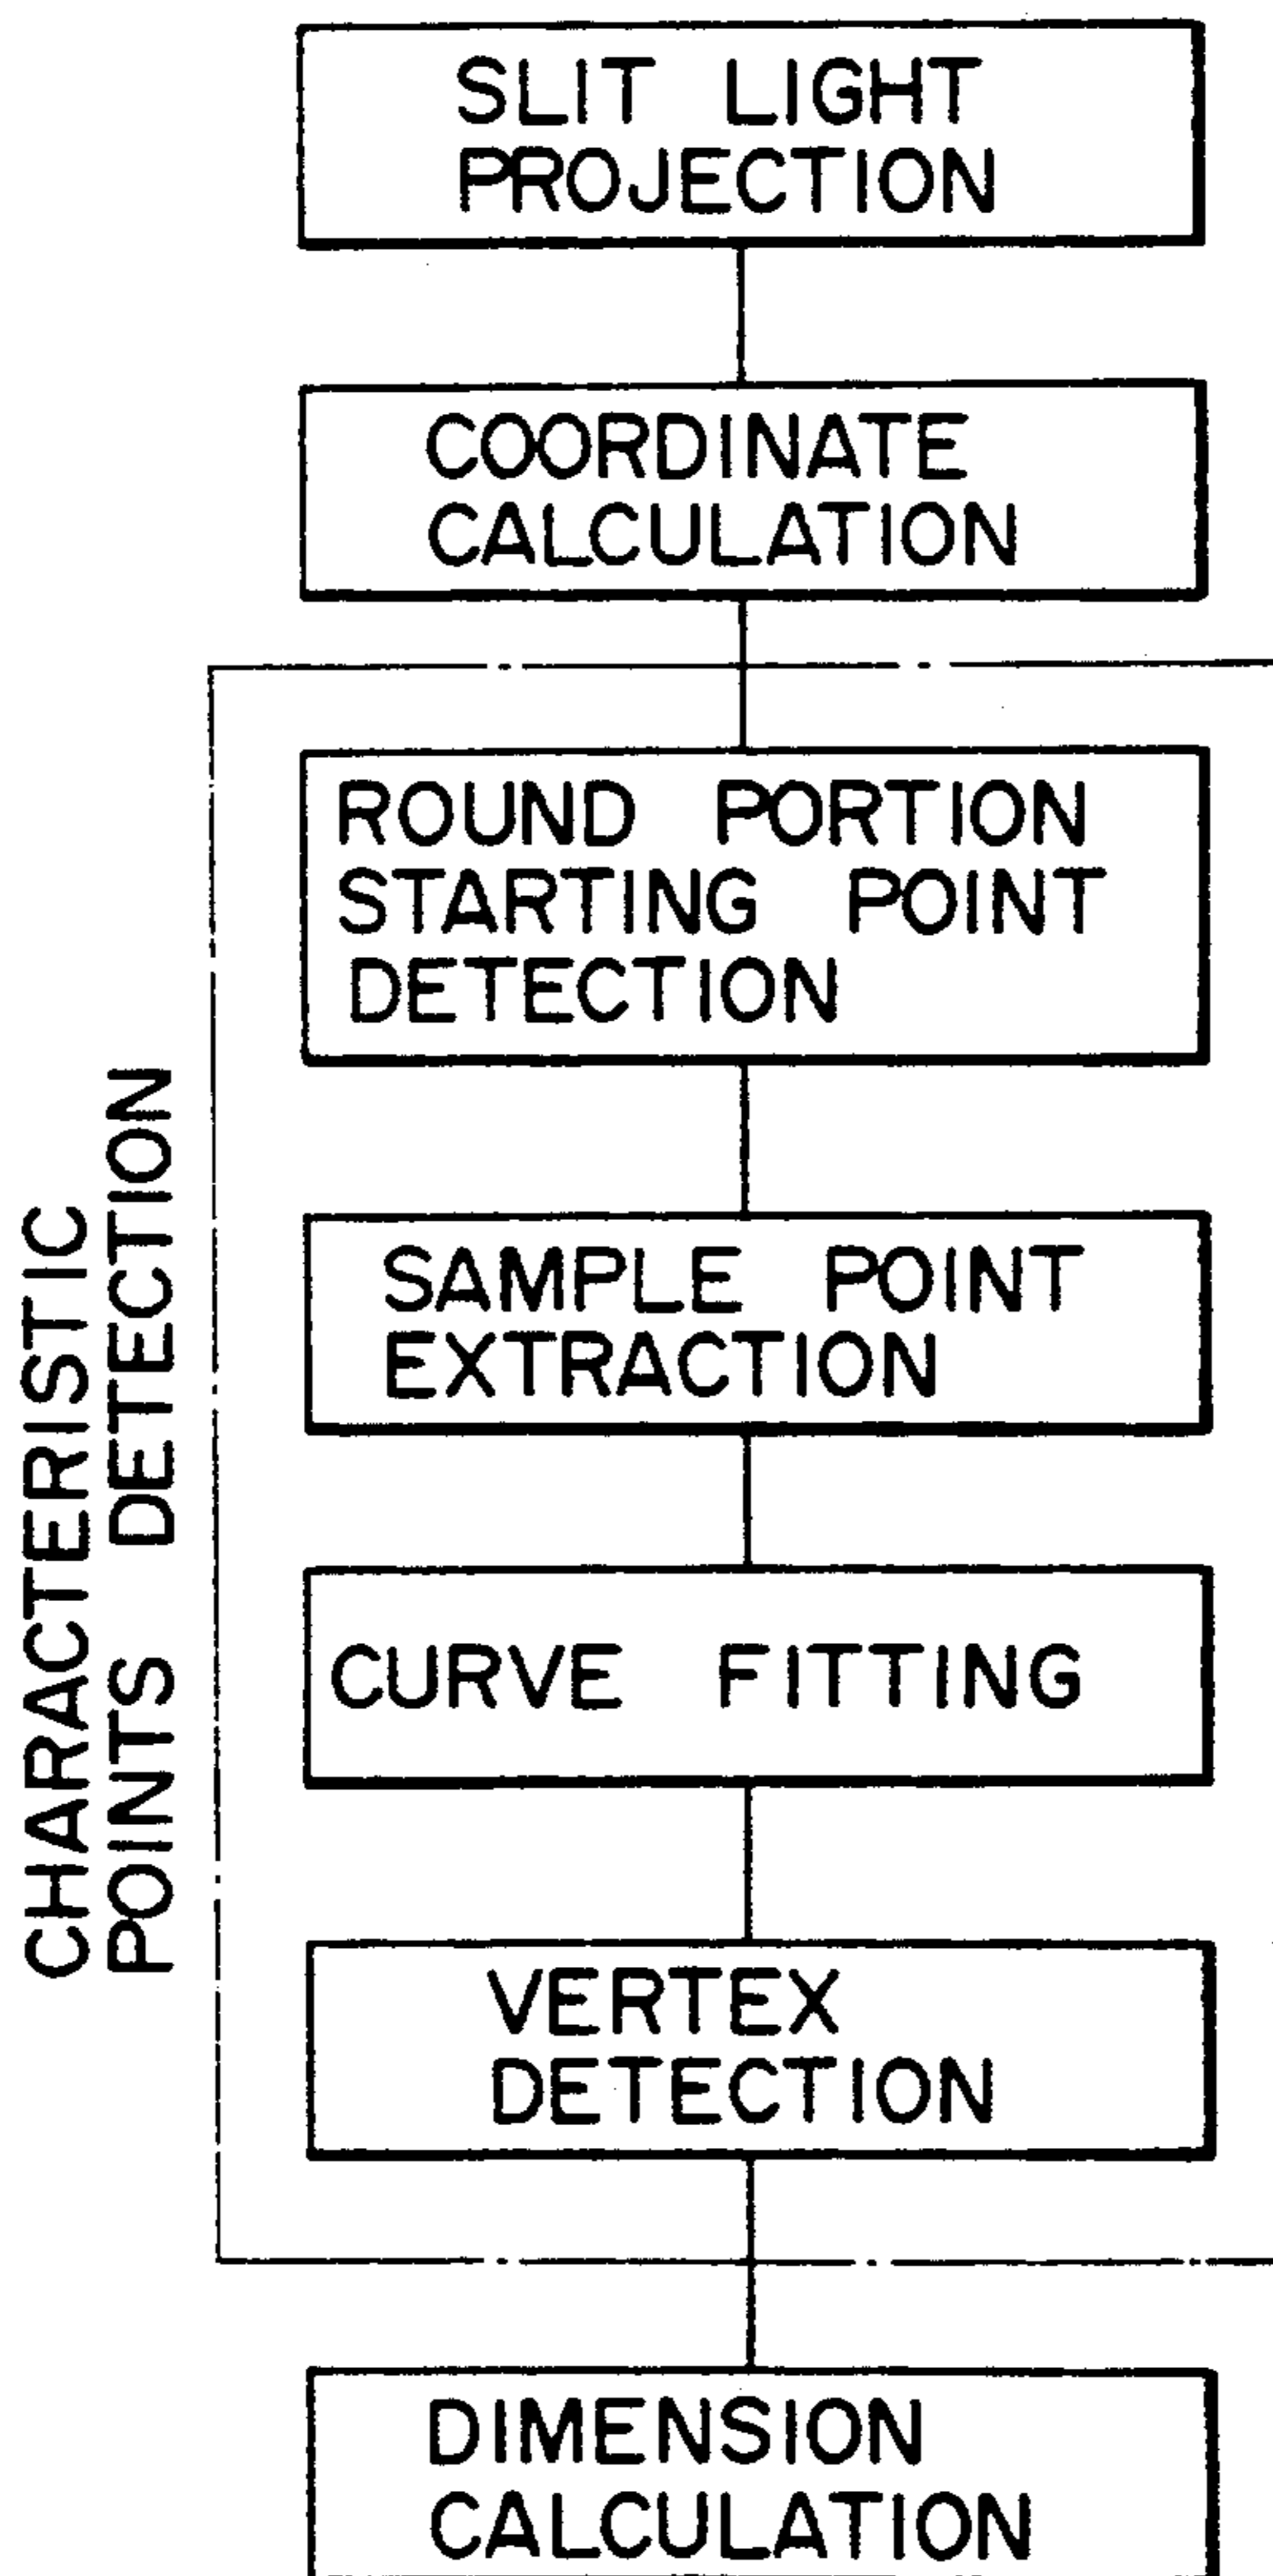 SLIT LIGHT
PROJECTION
COORDINATE
CALCULATION
ROUND PORTION
STARTING POINT
DETECTION
SAMPLE POINT
EXTRACTION
CURVE FITTING
VERTEX
DETECTION
DIMENSION
CALCULATION
CHARACTERISTIC
POINTS DETECTION